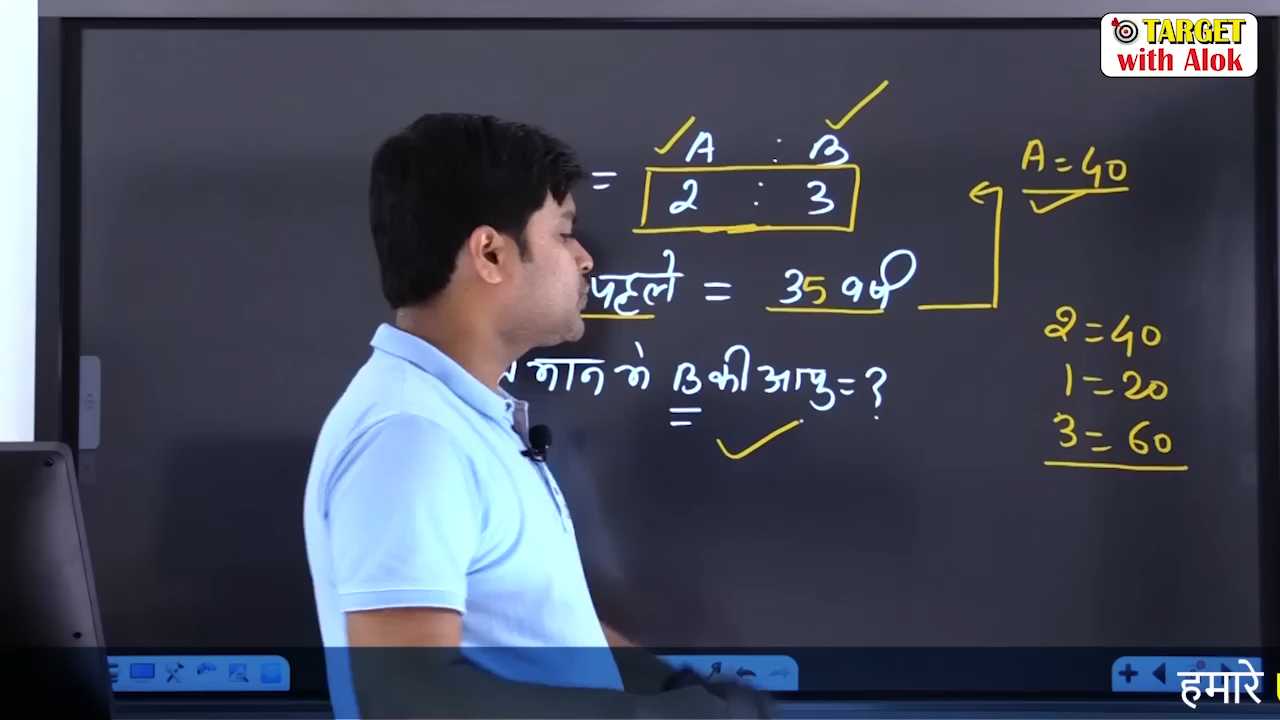 TARGET
with Alok
A : B
= 2 : 3
A = 40
पहले = 35 वर्ष
2 = 40
मान मे B की आयु = ?
1 = 20
3 = 60
हमारे